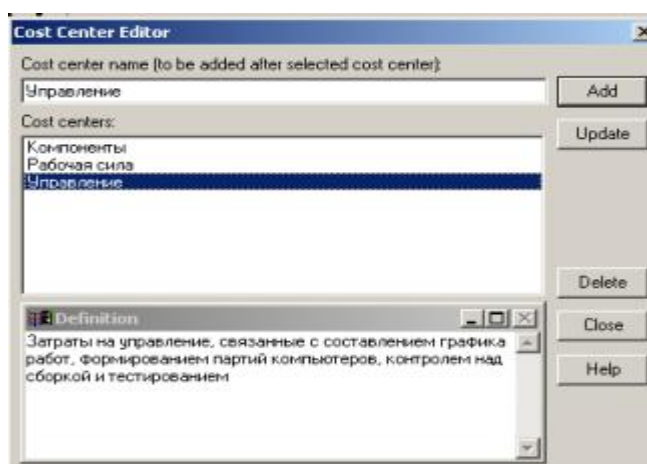 Cost Center Editor
Cost center name (to be added after selected cost center):
Управление
Add
Cost centers:
Update
Компоненты
Рабочая сила
Управление
Delete
Definition
Close
Затраты на управление, связанные с составлением графика
работ, формированием партий компьютеров, контролем над
сборкой и тестированием
Help